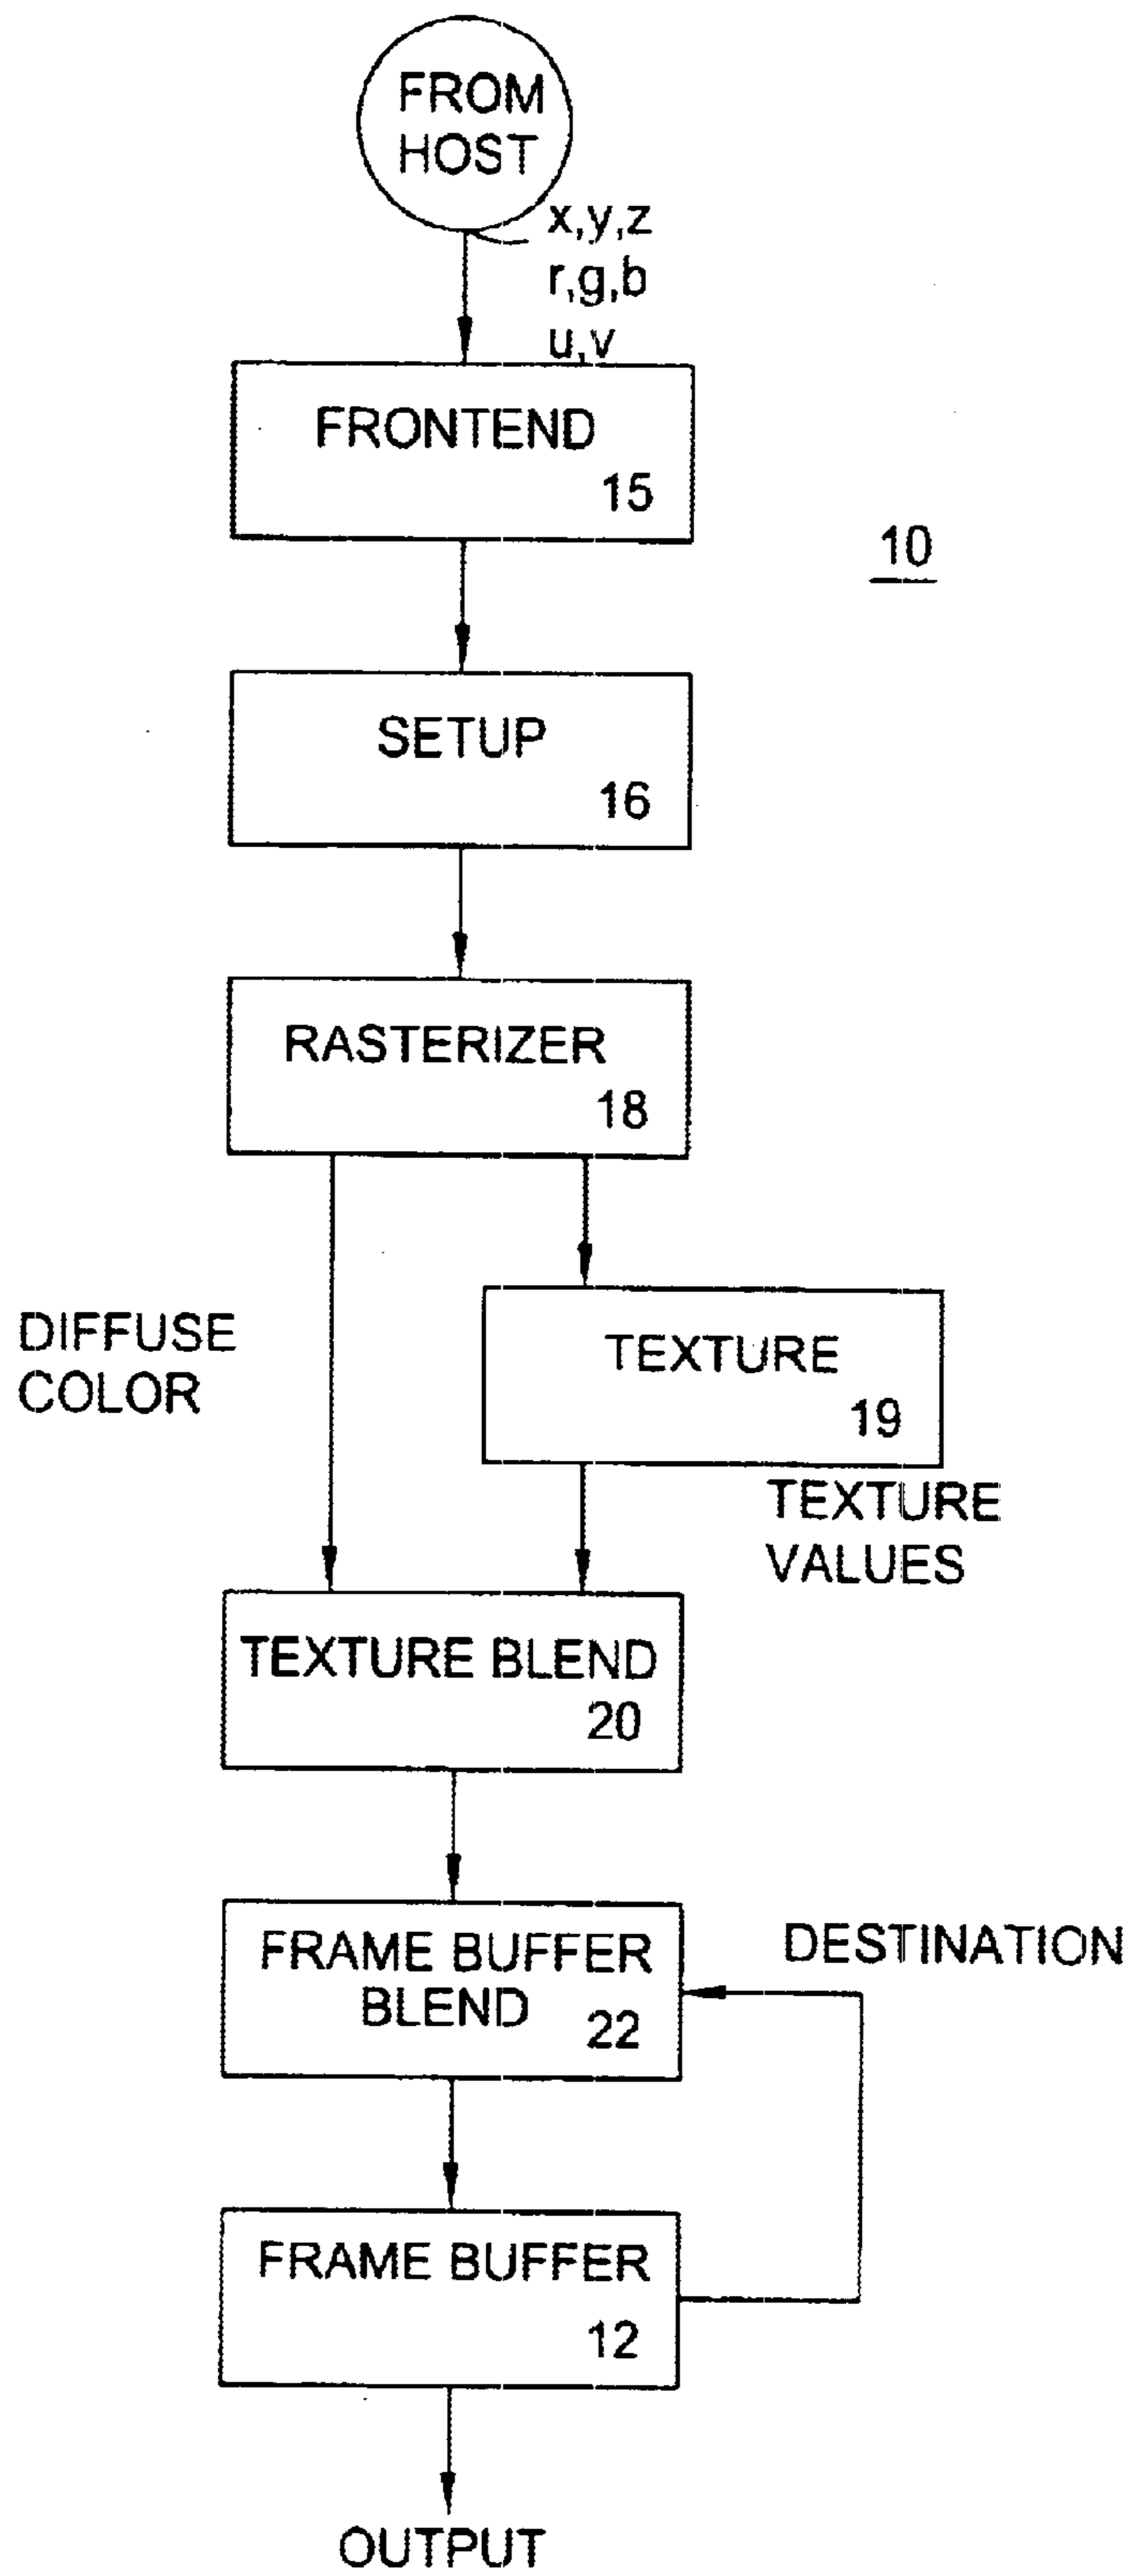 FROM
HOST
x,y,z
r,g,b
u,v
FRONTEND
15
10
SETUP
16
RASTERIZER
18
DIFFUSE
COLOR
TEXTURE
19
TEXTURE
VALUES
TEXTURE BLEND
20
FRAME BUFFER
BLEND
22
DESTINATION
FRAME BUFFER
12
OUTPUT